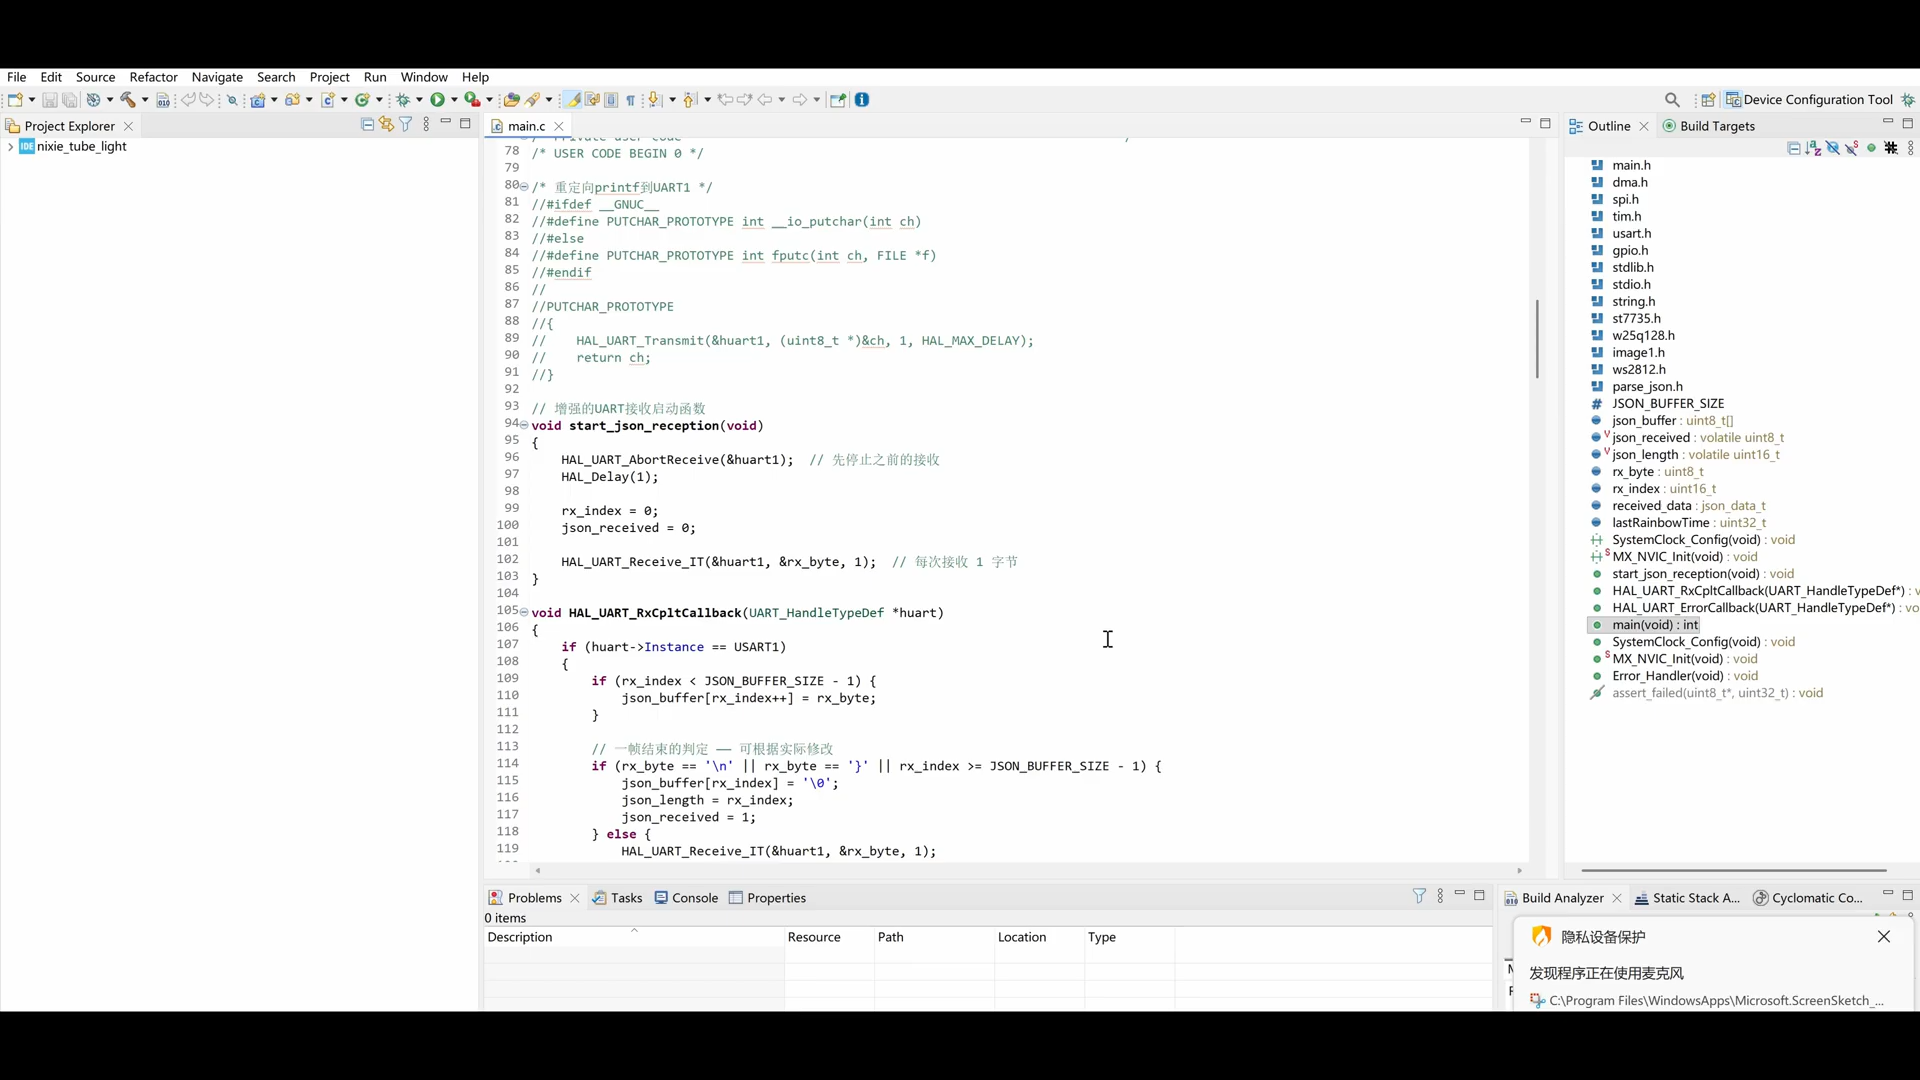 File Edit Source Refactor Navigate Search Project Run Window Help
Device Configuration Tool
Project Explorer
nixie_tube_light
main.c
78 /* USER CODE BEGIN 0 */
79
80 /* 重定向printf到UART1 */
81 //#ifdef __GNUC__
82 //#define PUTCHAR_PROTOTYPE int __io_putchar(int ch)
83 //#else
84 //#define PUTCHAR_PROTOTYPE int fputc(int ch, FILE *f)
85 //#endif
86 //
87 //PUTCHAR_PROTOTYPE
88 //{
89 //    HAL_UART_Transmit(&huart1, (uint8_t *)&ch, 1, HAL_MAX_DELAY);
90 //    return ch;
91 //}
92
93 // 增强的UART接收启动函数
94 void start_json_reception(void)
95 {
96     HAL_UART_AbortReceive(&huart1);  // 先停止之前的接收
97     HAL_Delay(1);
98
99     rx_index = 0;
100     json_received = 0;
101
102     HAL_UART_Receive_IT(&huart1, &rx_byte, 1);  // 每次接收 1 字节
103 }
104
105 void HAL_UART_RxCpltCallback(UART_HandleTypeDef *huart)
106 {
107     if (huart->Instance == USART1)
108     {
109         if (rx_index < JSON_BUFFER_SIZE - 1) {
110             json_buffer[rx_index++] = rx_byte;
111         }
112
113         // 一帧结束的判定 —— 可根据实际修改
114         if (rx_byte == '\n' || rx_byte == '}' || rx_index >= JSON_BUFFER_SIZE - 1) {
115             json_buffer[rx_index] = '\0';
116             json_length = rx_index;
117             json_received = 1;
118         } else {
119             HAL_UART_Receive_IT(&huart1, &rx_byte, 1);
Outline
Build Targets
main.h
dma.h
spi.h
tim.h
usart.h
gpio.h
stdlib.h
stdio.h
string.h
st7735.h
w25q128.h
image1.h
ws2812.h
parse_json.h
JSON_BUFFER_SIZE
json_buffer : uint8_t[]
json_received : volatile uint8_t
json_length : volatile uint16_t
rx_byte : uint8_t
rx_index : uint16_t
received_data : json_data_t
lastRainbowTime : uint32_t
SystemClock_Config(void) : void
MX_NVIC_Init(void) : void
start_json_reception(void) : void
HAL_UART_RxCpltCallback(UART_HandleTypeDef*) : v
HAL_UART_ErrorCallback(UART_HandleTypeDef*) : vo
main(void) : int
SystemClock_Config(void) : void
MX_NVIC_Init(void) : void
Error_Handler(void) : void
assert_failed(uint8_t*, uint32_t) : void
Problems Tasks Console Properties
0 items
Description Resource Path Location Type
Build Analyzer Static Stack A... Cyclomatic Co...
隐私设备保护
发现程序正在使用麦克风
C:\Program Files\WindowsApps\Microsoft.ScreenSketch_...